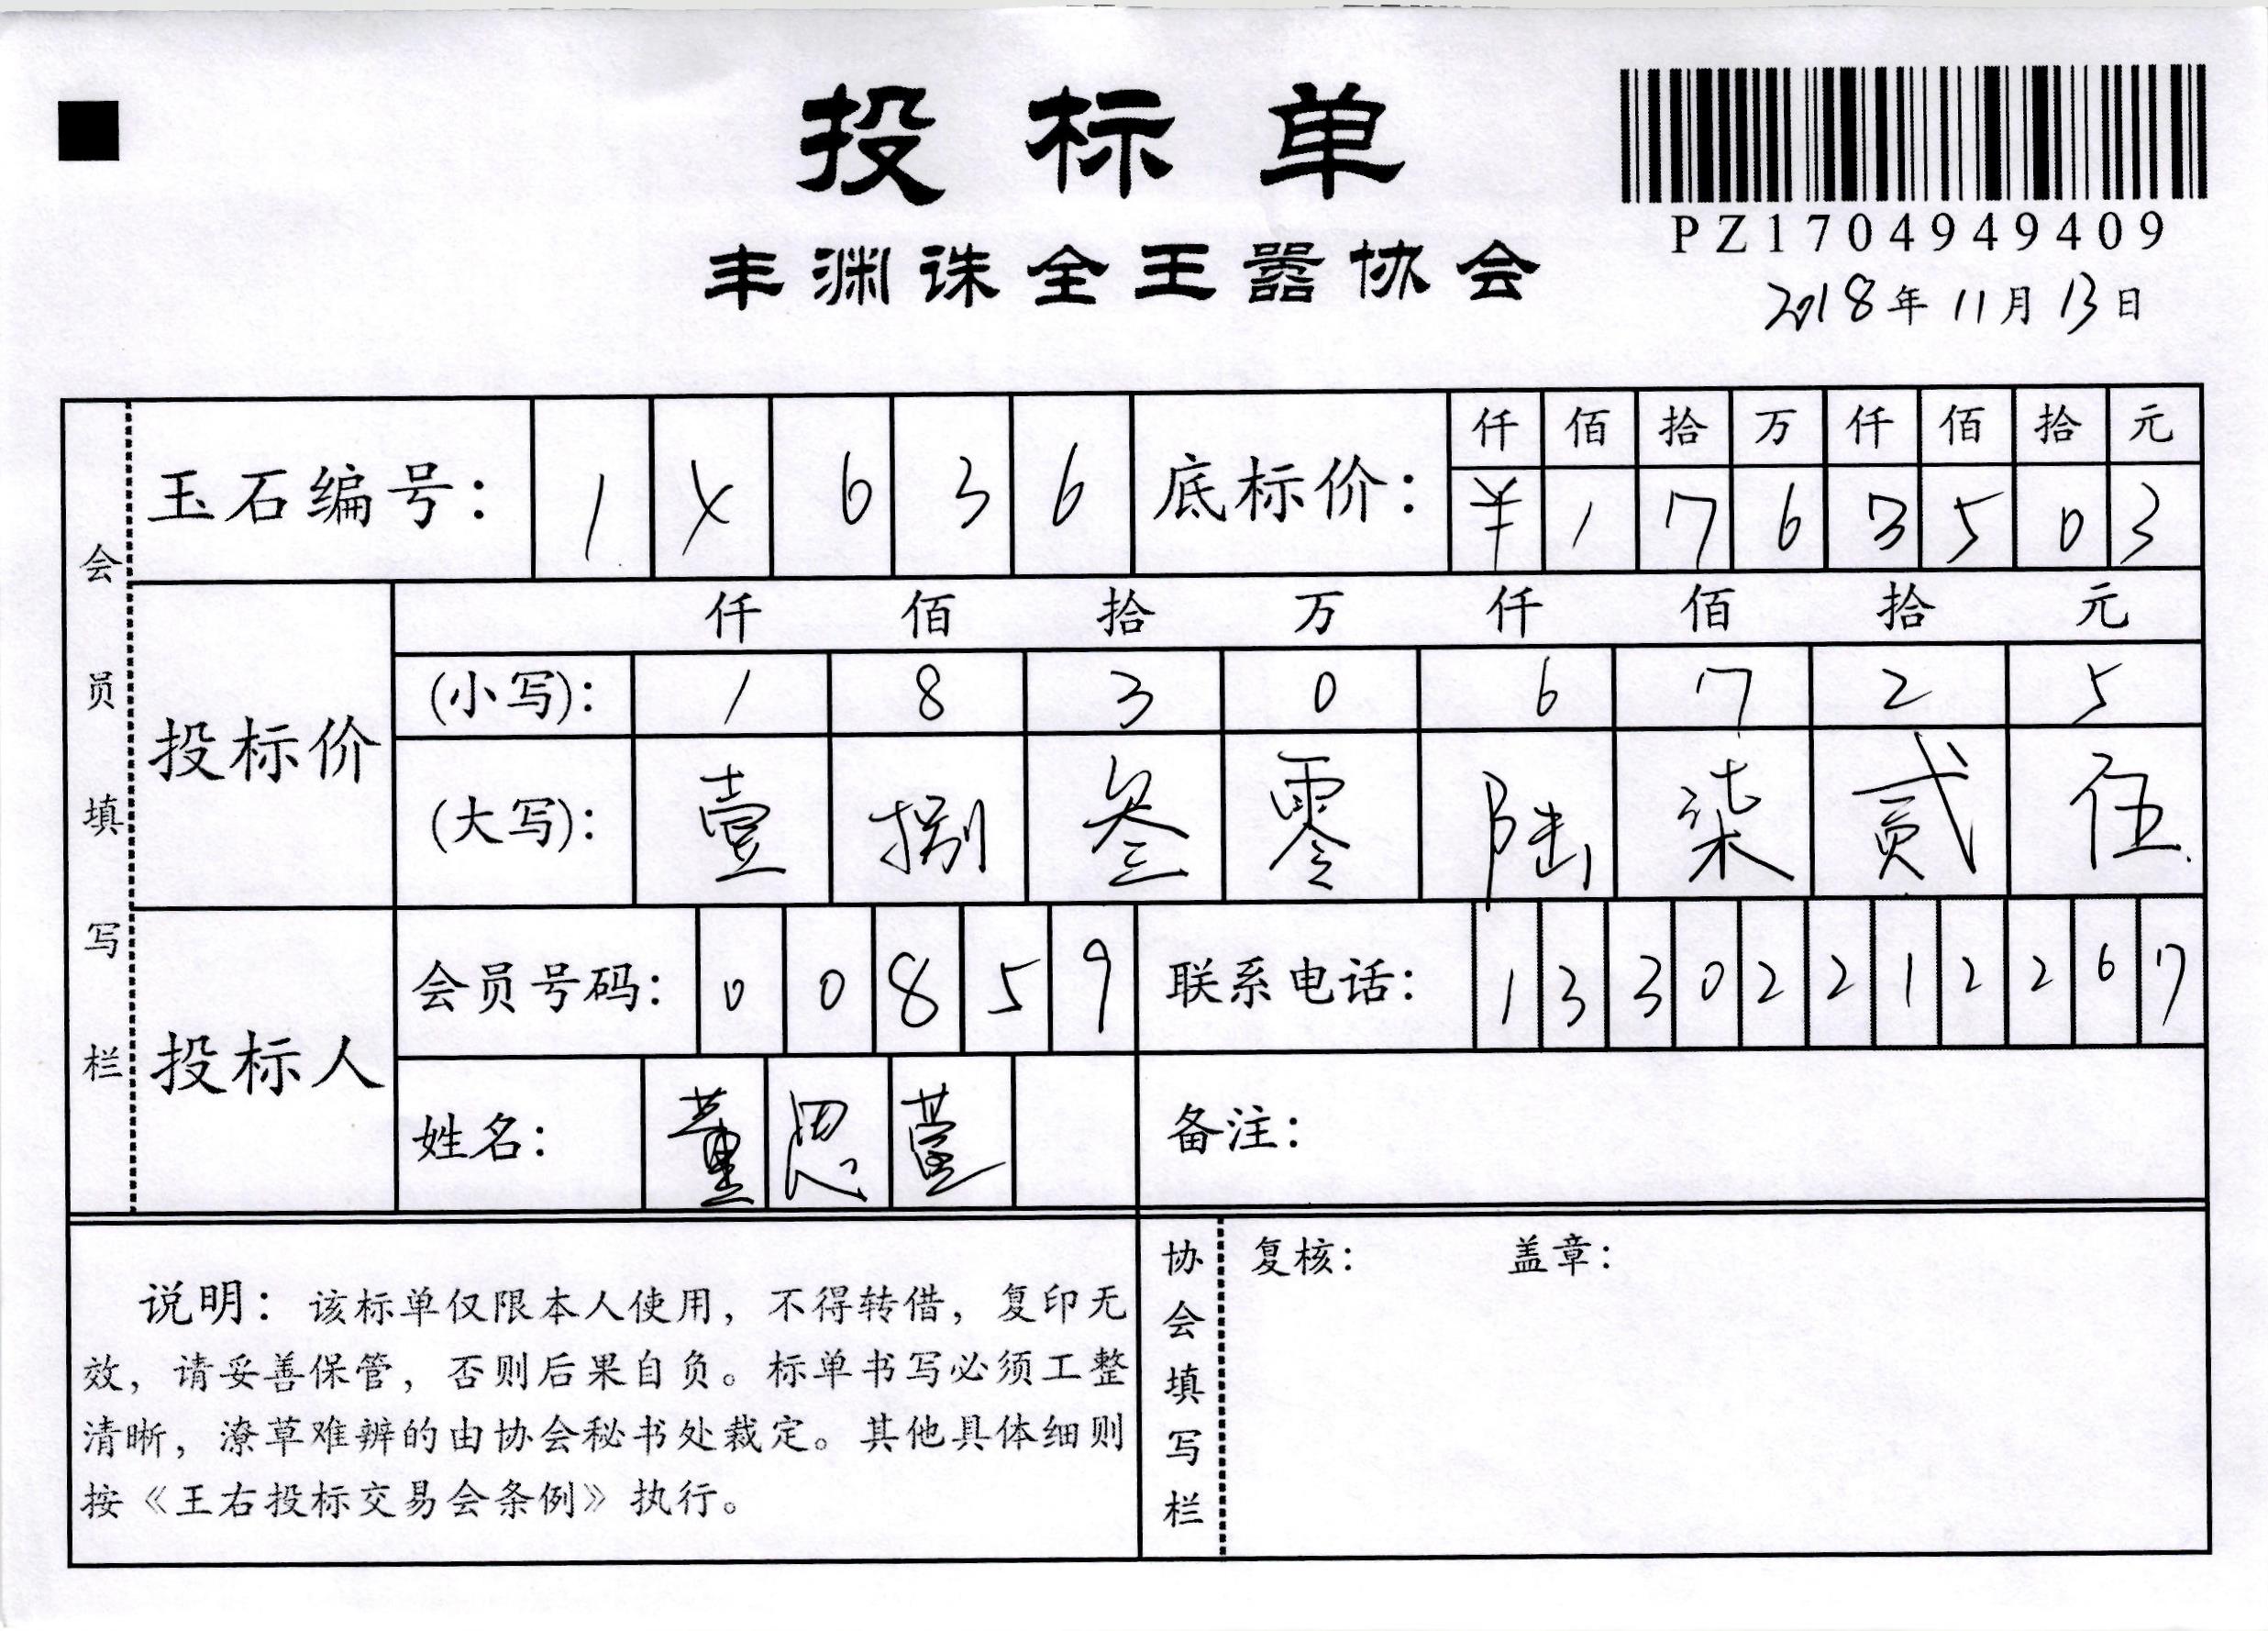 投标单
PZ1704949409
丰渊诛全王嚣协会
2018年11月13日
会员填写栏
玉石编号: 1 X 6 3 6
底标价: 仟 佰 拾 万 仟 佰 拾 元
¥ 1 7 6 3 5 0 3
投标价
仟 佰 拾 万 仟 佰 拾 元
(小写): 1 8 3 0 6 7 2 5
(大写): 壹 捌 叁 零 陆 柒 贰 伍
投标人
会员号码: 0 0 8 5 9
联系电话: 1 3 3 0 2 2 1 2 2 6 7
姓名: 董 思
备注:
说明: 该标单仅限本人使用, 不得转借, 复印无
效, 请妥善保管, 否则后果自负。标单书写必须工整
清晰, 潦草难辨的由协会秘书处裁定。其他具体细则
按《王右投标交易会条例》执行。
协会填写栏
复核: 盖章: